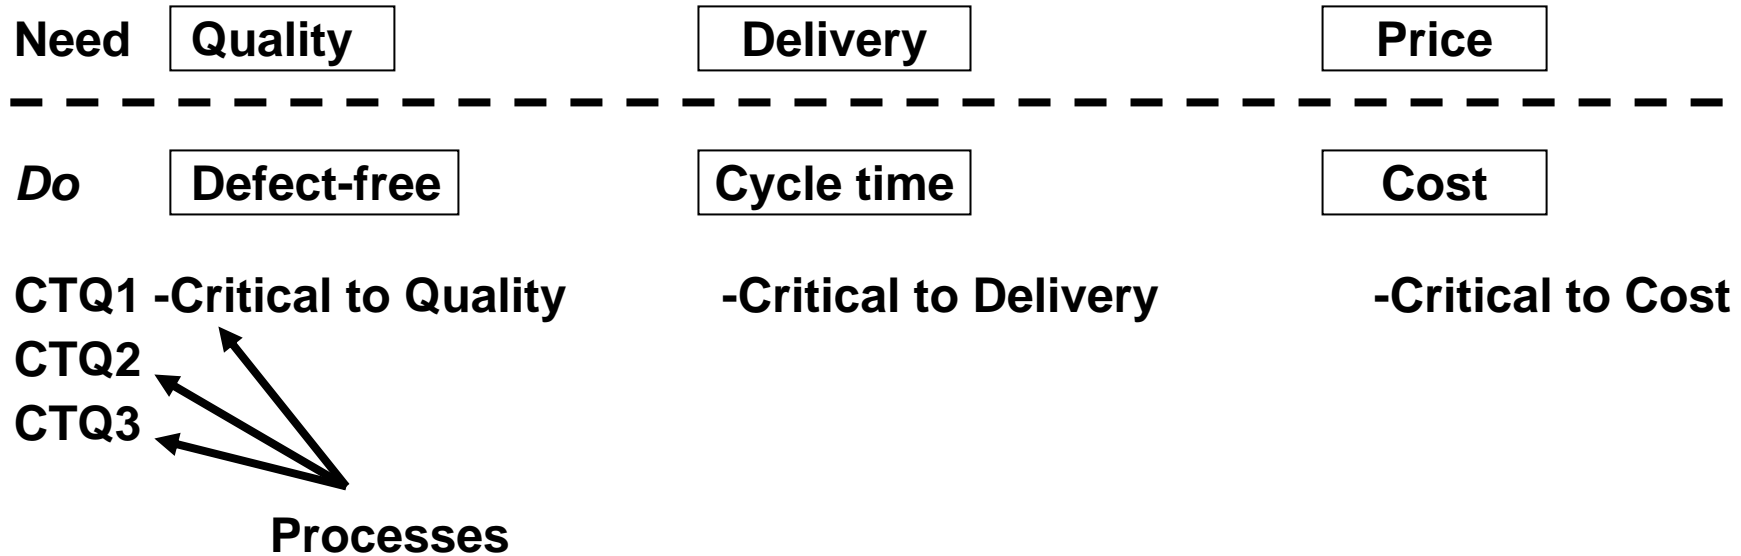 Need Quality Delivery Price
Do Defect-free Cycle time Cost
CTQ1 -Critical to Quality -Critical to Delivery -Critical to Cost
CTQ2
CTQ3
Processes